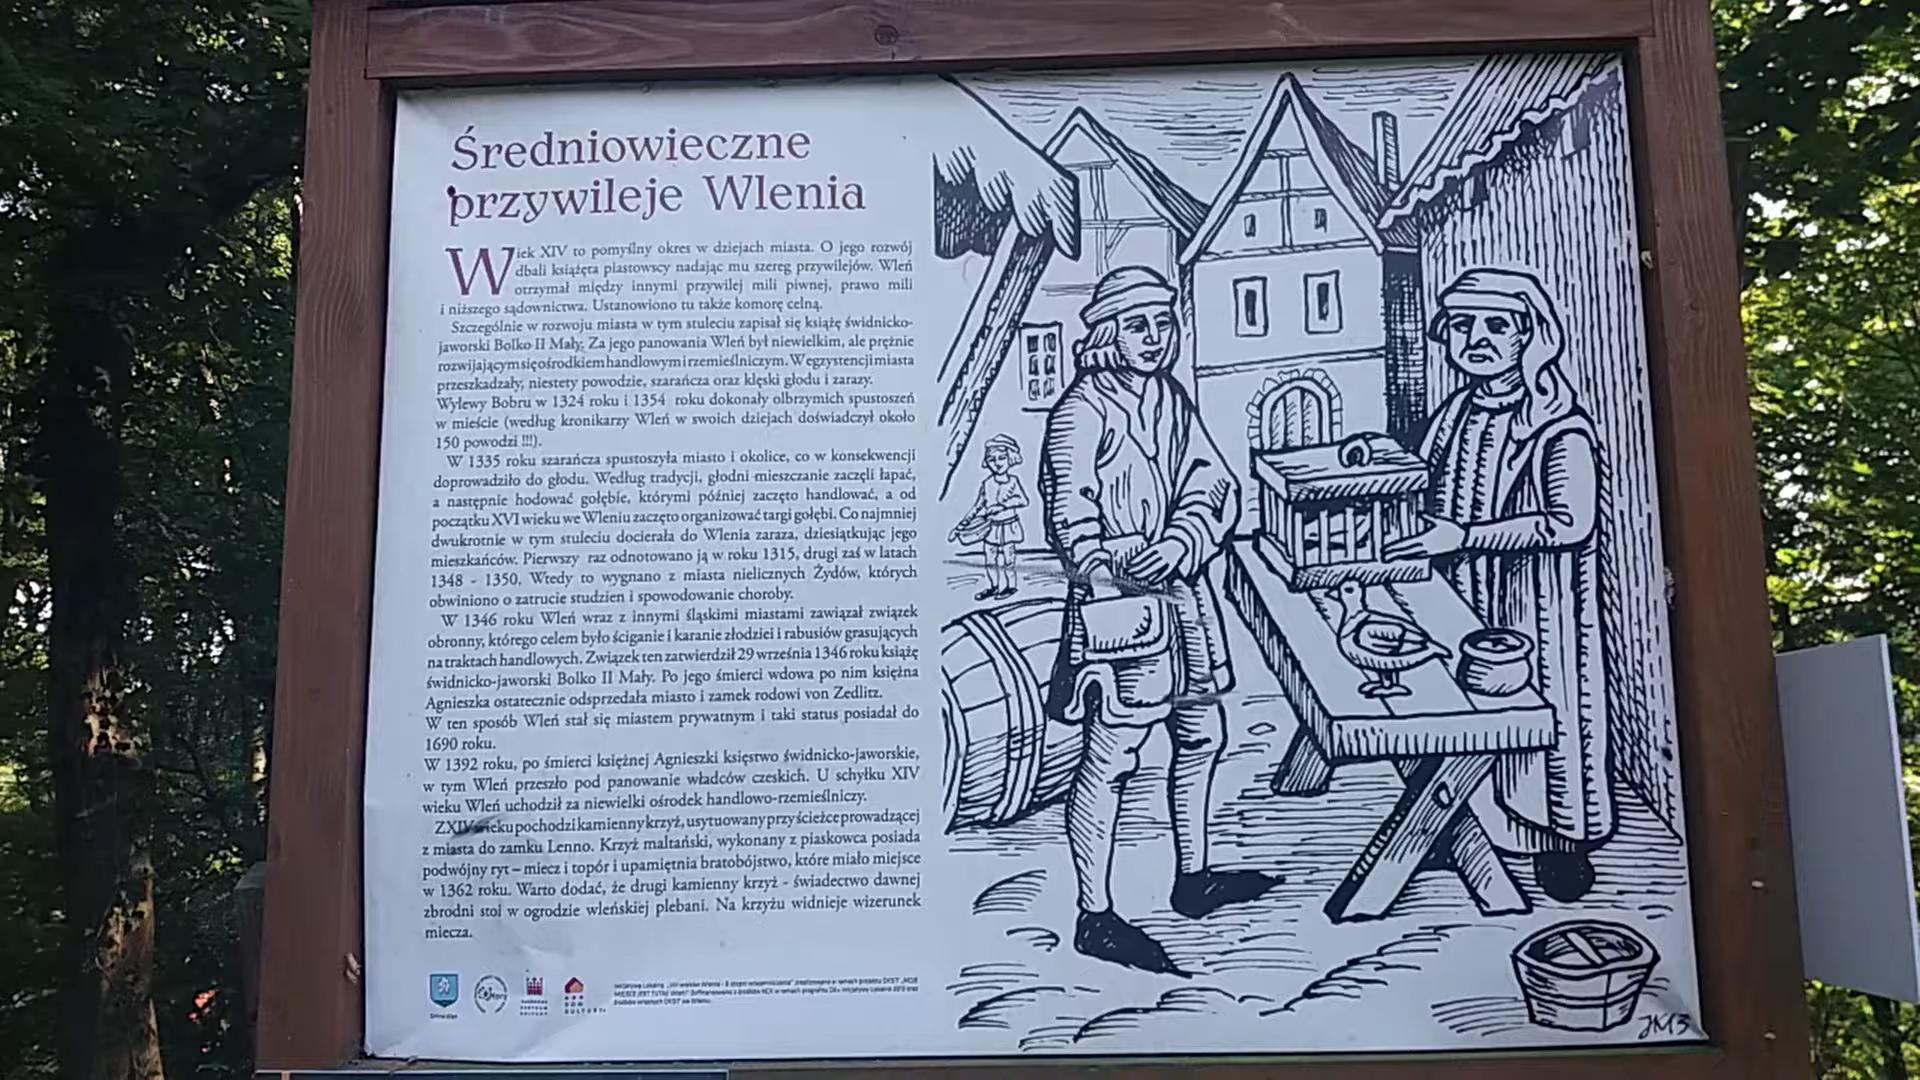 Średniowieczne
przywileje Wlenia
Wiek XIV to pomyślny okres w dziejach miasta. O jego rozwój
dbali książęta piastowscy nadając mu szereg przywilejów. Wleń
otrzymał między innymi przywilej mili piwnej, prawo mili
i niższego sądownictwa. Ustanowiono tu także komorę celną.
Szczególnie w rozwoju miasta w tym stuleciu zapisał się książę świdnicko-
jaworski Bolko II Mały. Za jego panowania Wleń był niewielkim, ale prężnie
rozwijającym się ośrodkiem handlowym i rzemieślniczym. W egzystencji miasta
przeszkadzały, niestety powodzie, szarańcza oraz klęski głodu i zarazy.
Wylewy Bobru w 1324 roku i 1354 roku dokonały olbrzymich spustoszeń
w mieście (według kronikarzy Wleń w swoich dziejach doświadczył około
150 powodzi !!!).
W 1335 roku szarańcza spustoszyła miasto i okolice, co w konsekwencji
doprowadziło do głodu. Według tradycji, głodni mieszczanie zaczęli łapać,
a następnie hodować gołębie, którymi później zaczęto handlować, a od
początku XVI wieku we Wleniu zaczęto organizować targi gołębi. Co najmniej
dwukrotnie w tym stuleciu docierała do Wlenia zaraza, dziesiątkując jego
mieszkańców. Pierwszy raz odnotowano ją w roku 1315, drugi zaś w latach
1348 - 1350. Wtedy to wygnano z miasta nielicznych Żydów, których
obwiniono o zatrucie studzien i spowodowanie choroby.
W 1346 roku Wleń wraz z innymi śląskimi miastami zawiązał związek
obronny, którego celem było ściganie i karanie złodziei i rabusiów grasujących
na traktach handlowych. Związek ten zatwierdził 29 września 1346 roku książę
świdnicko-jaworski Bolko II Mały. Po jego śmierci wdowa po nim księżna
Agnieszka ostatecznie odsprzedała miasto i zamek rodowi von Zedlitz.
W ten sposób Wleń stał się miastem prywatnym i taki status posiadał do
1690 roku.
W 1392 roku, po śmierci księżnej Agnieszki księstwo świdnicko-jaworskie,
w tym Wleń przeszło pod panowanie władców czeskich. U schyłku XIV
wieku Wleń uchodził za niewielki ośrodek handlowo-rzemieślniczy.
Z XIV wieku pochodzi kamienny krzyż, usytuowany przy ścieżce prowadzącej
z miasta do zamku Lenno. Krzyż maltański, wykonany z piaskowca posiada
podwójny ryt – miecz i topór i upamiętnia bratobójstwo, które miało miejsce
w 1362 roku. Warto dodać, że drugi kamienny krzyż - świadectwo dawnej
zbrodni stoi w ogrodzie wleńskiej plebani. Na krzyżu widnieje wizerunek
miecza.